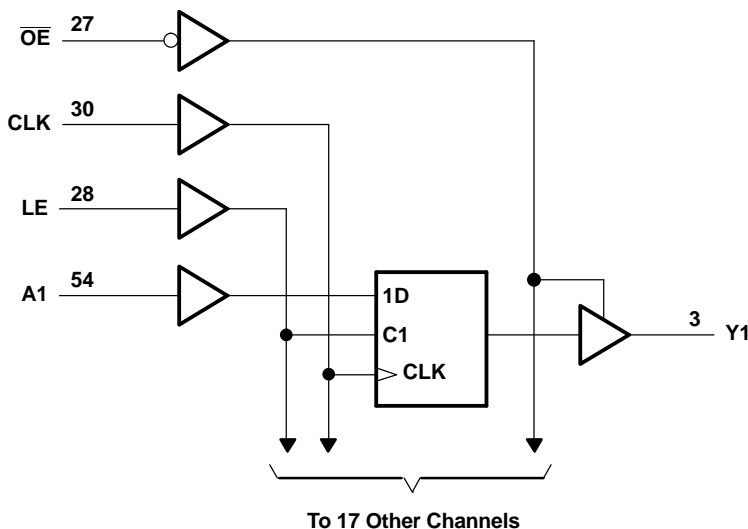 OE 27
CLK 30
LE 28
A1 54
1D
C1
CLK
3 Y1
To 17 Other Channels